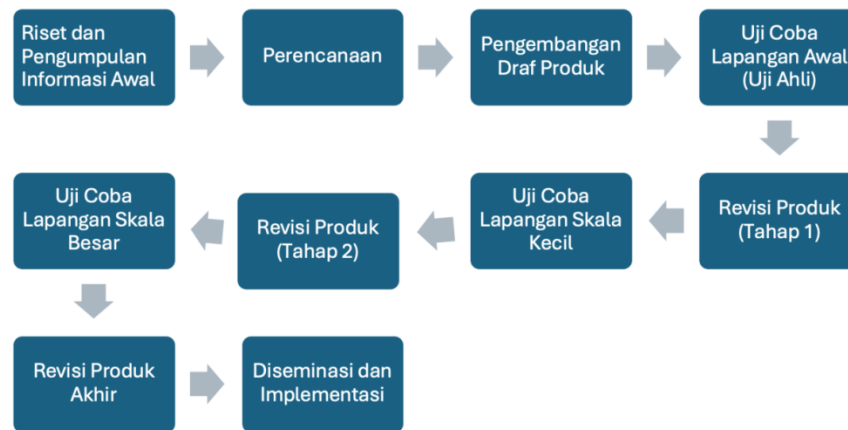 Riset dan
Pengumpulan
Informasi Awal
Perencanaan
Pengembangan
Draf Produk
Uji Coba
Lapangan Awal
(Uji Ahli)
Revisi Produk
(Tahap 1)
Uji Coba
Lapangan Skala
Kecil
Revisi Produk
(Tahap 2)
Uji Coba
Lapangan Skala
Besar
Revisi Produk
Akhir
Diseminasi dan
Implementasi